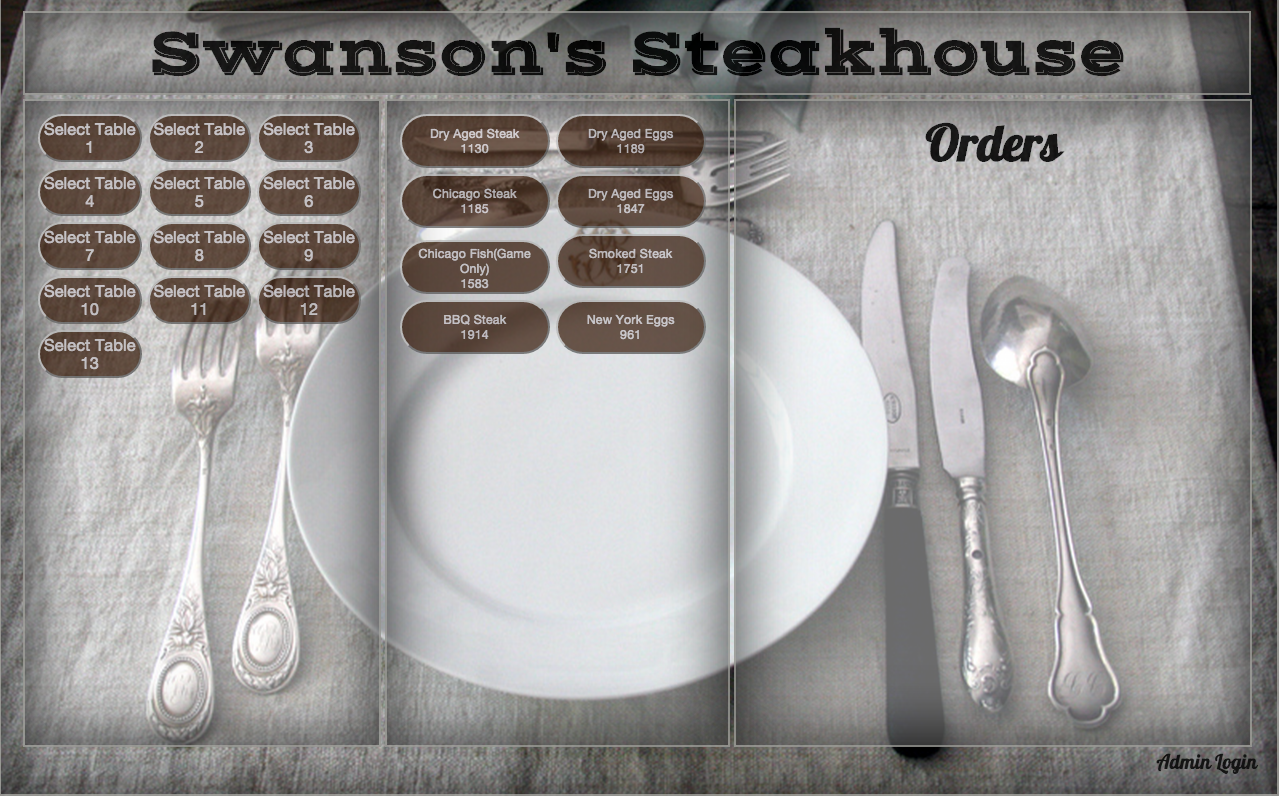 Swanson's Steakhouse
Select Table
1
Select Table
2
Select Table
3
Select Table
4
Select Table
5
Select Table
6
Select Table
7
Select Table
8
Select Table
9
Select Table
10
Select Table
11
Select Table
12
Select Table
13
Dry Aged Steak
1130
Dry Aged Eggs
1189
Chicago Steak
1185
Dry Aged Eggs
1847
Chicago Fish(Game
Only)
1583
Smoked Steak
1751
BBQ Steak
1914
New York Eggs
961
Orders
Admin Login